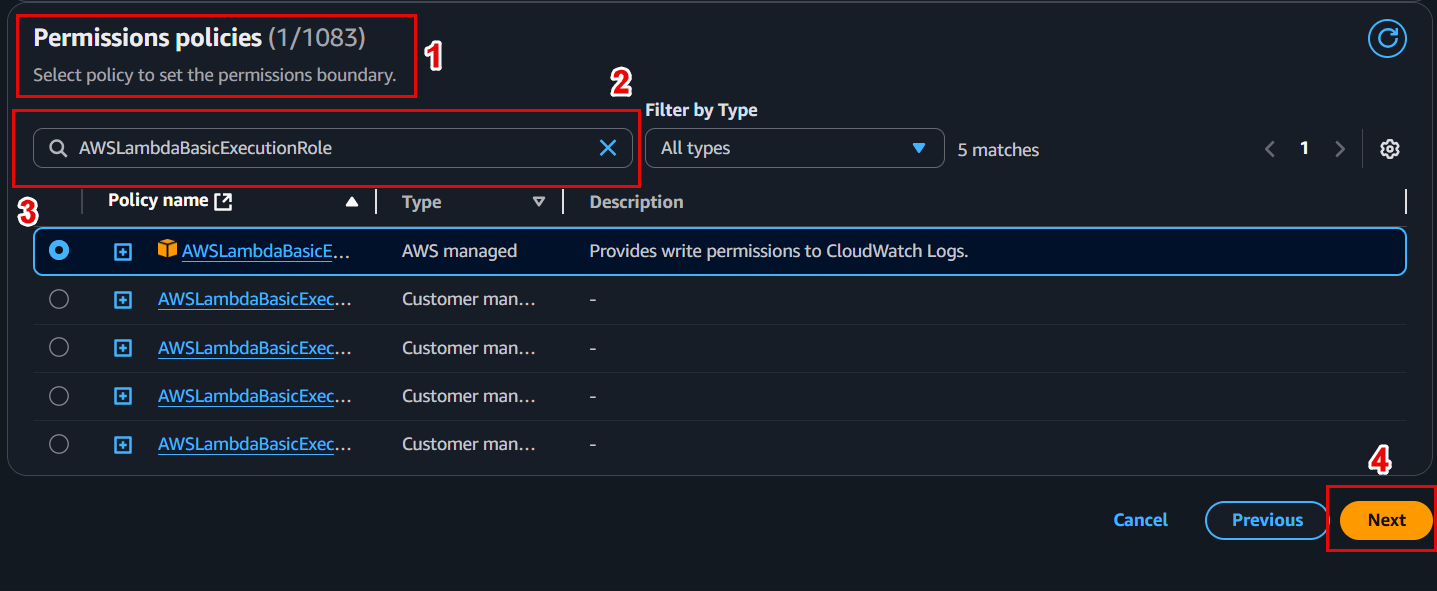 Permissions policies (1/1083)
1
Select policy to set the permissions boundary.
2
Filter by Type
AWSLambdaBasicExecutionRole
All types
5 matches
1
3
Policy name
Type
Description
AWSLambdaBasicE... AWS managed Provides write permissions to CloudWatch Logs.
AWSLambdaBasicExec... Customer man... -
AWSLambdaBasicExec... Customer man... -
AWSLambdaBasicExec... Customer man... -
AWSLambdaBasicExec... Customer man... -
4
Cancel
Previous
Next